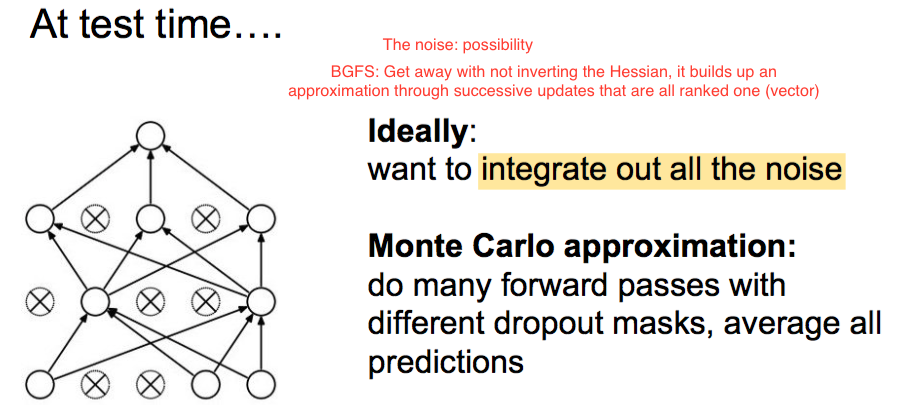 At test time....
The noise: possibility
BGFS: Get away with not inverting the Hessian, it builds up an
approximation through successive updates that are all ranked one (vector)
Ideally:
want to integrate out all the noise
Monte Carlo approximation:
do many forward passes with
different dropout masks, average all
predictions